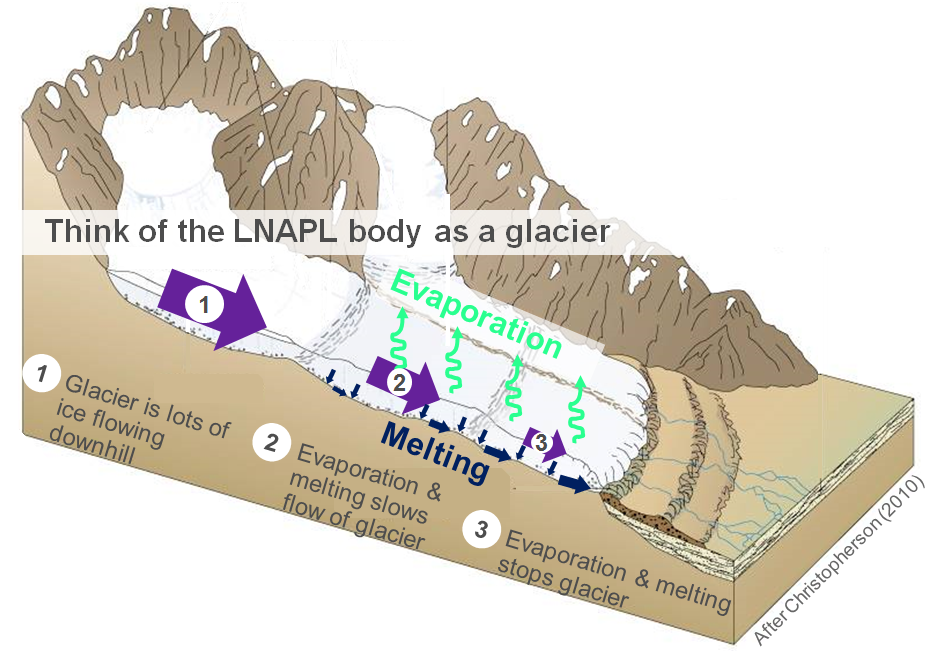 Think of the LNAPL body as a glacier
Evaporation
1
2
3
Melting
1 Glacier is lots of
ice flowing
downhill
2 Evaporation &
melting slows
flow of glacier
3 Evaporation & melting
stops glacier
After Christopherson (2010)